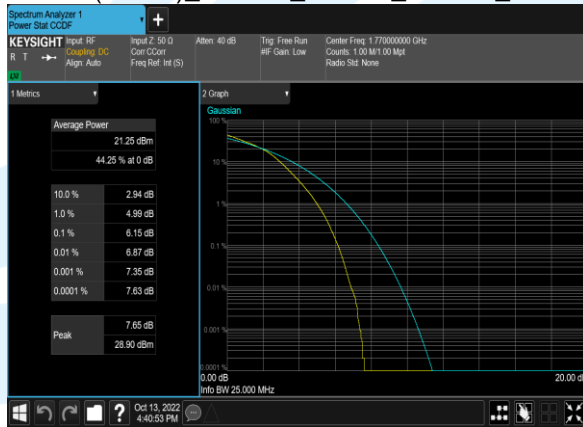 Spectrum Analyzer 1
Power Stat CCDF
KEYSIGHT
R T
LXI
Input: RF
Coupling: DC
Align: Auto
Input Z: 50 Ω
Corr CCorr
Freq Ref: Int (S)
Atten: 40 dB
Trig: Free Run
#IF Gain: Low
Center Freq: 1.770000000 GHz
Counts: 1.00 M/1.00 Mpt
Radio Std: None
1 Metrics
Average Power
21.25 dBm
44.25 % at 0 dB
10.0 % 2.94 dB
1.0 % 4.99 dB
0.1 % 6.15 dB
0.01 % 6.87 dB
0.001 % 7.35 dB
0.0001 % 7.63 dB
Peak
7.65 dB
28.90 dBm
2 Graph
Gaussian
100 %
10 %
1 %
0.1 %
0.01 %
0.001 %
0.0001 %
0.00 dB
20.00 d
Info BW 25.000 MHz
Oct 13, 2022
4:40:53 PM